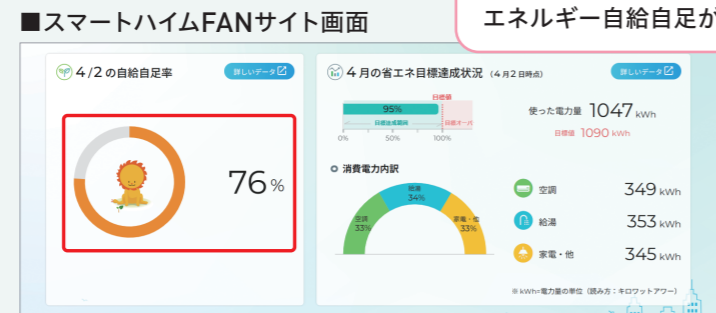 ■スマートハイムFANサイト画面
エネルギー自給自足が
4/2の自給自足率
詳しいデータ
76%
4月の省エネ目標達成状況（4月2日時点）
詳しいデータ
目標値
95%
目標達成範囲
目標オーバー
0% 50% 100%
使った電力量 1047 kWh
目標値 1090 kWh
消費電力内訳
給湯
34%
空調
33%
家電・他
33%
空調 349 kWh
給湯 353 kWh
家電・他 345 kWh
※kWh=電力量の単位（読み方：キロワットアワー）